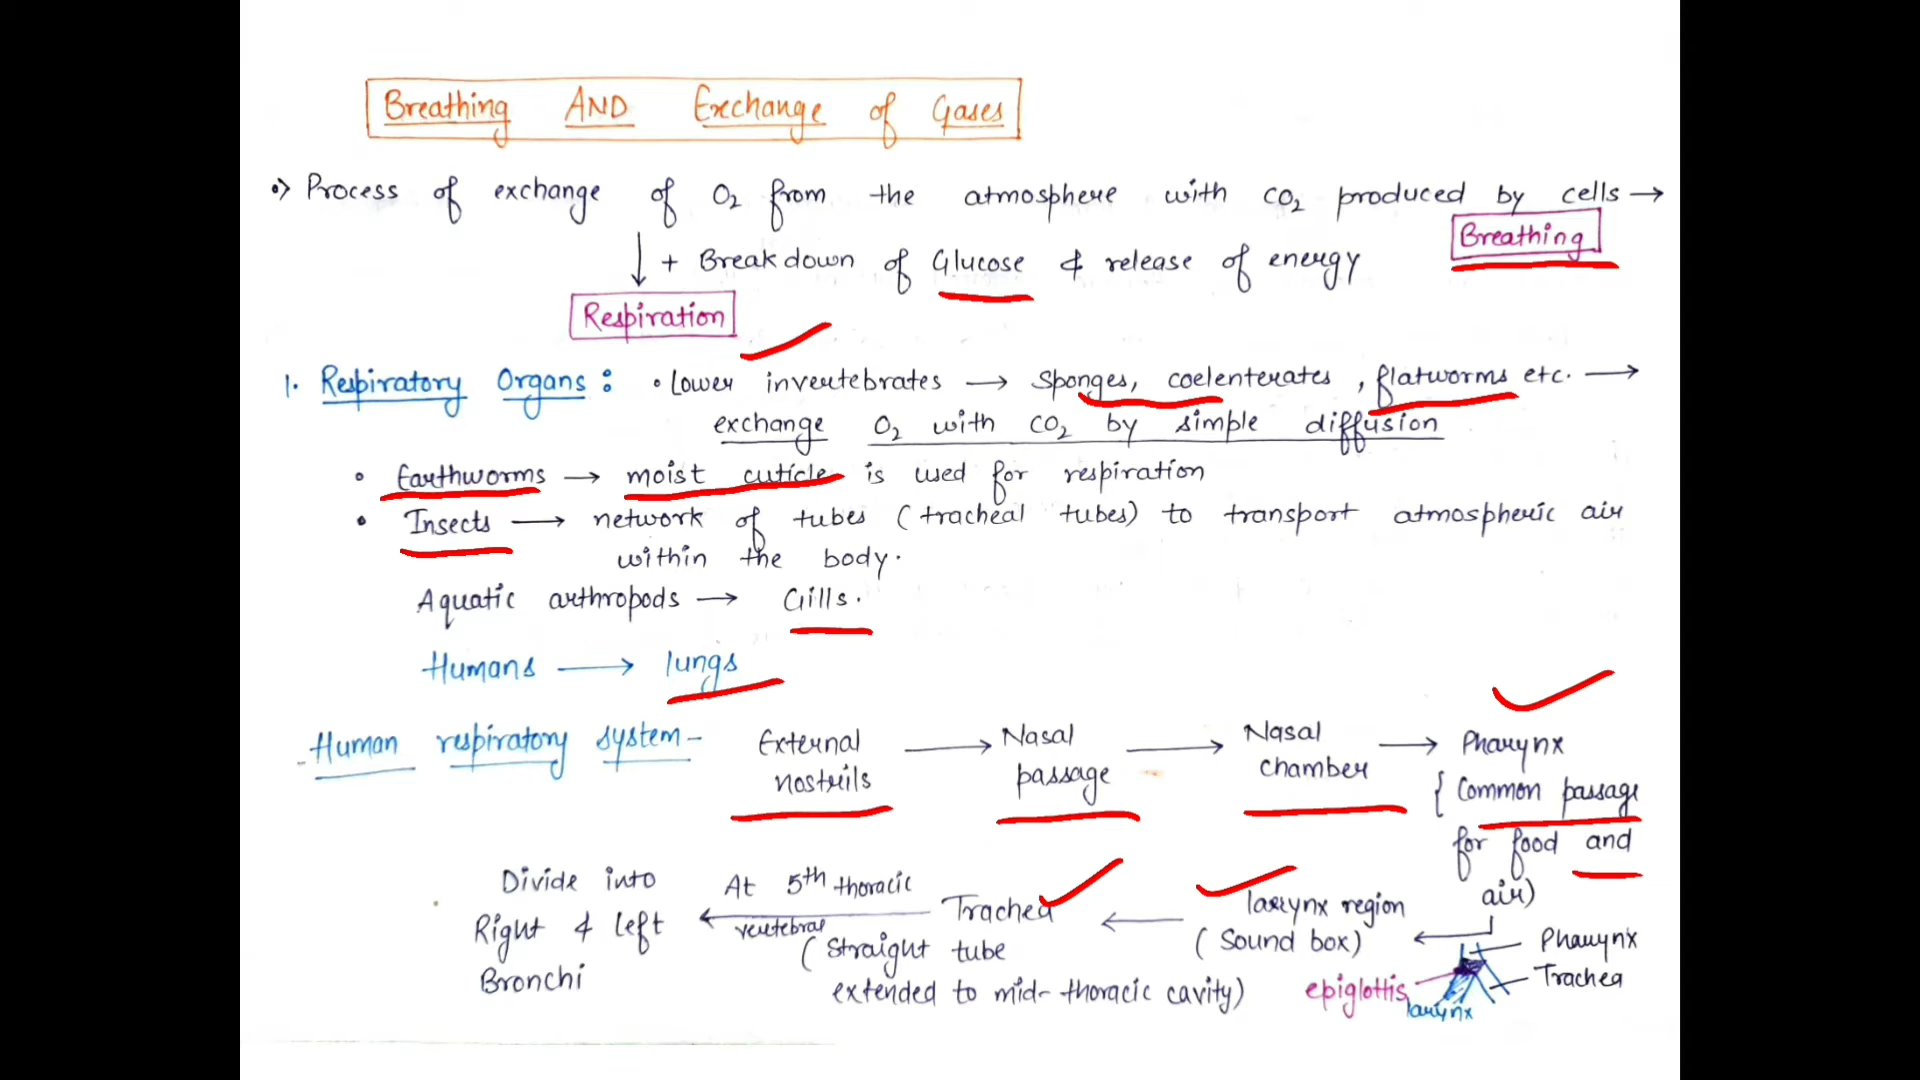 Breathing AND Exchange of Gases
•) Process of exchange of O2 from the atmosphere with CO2 produced by cells →
Breathing
↓ + Breakdown of Glucose & release of energy
Respiration
1. Respiratory Organs : • Lower invertebrates → Sponges, coelenterates, flatworms etc. →
exchange O2 with CO2 by simple diffusion
• Earthworms → moist cuticle is used for respiration
• Insects → network of tubes (tracheal tubes) to transport atmospheric air
within the body.
Aquatic arthropods → Gills.
Humans → lungs
Human respiratory system - External nostrils → Nasal passage → Nasal chamber → Pharynx
{ Common passage
for food and
air)
larynx region
( Sound box)
← Trachea
( Straight tube
extended to mid-thoracic cavity)
At 5th thoracic
vertebrae
Divide into
Right & left
Bronchi
Pharynx
Trachea
epiglottis
larynx